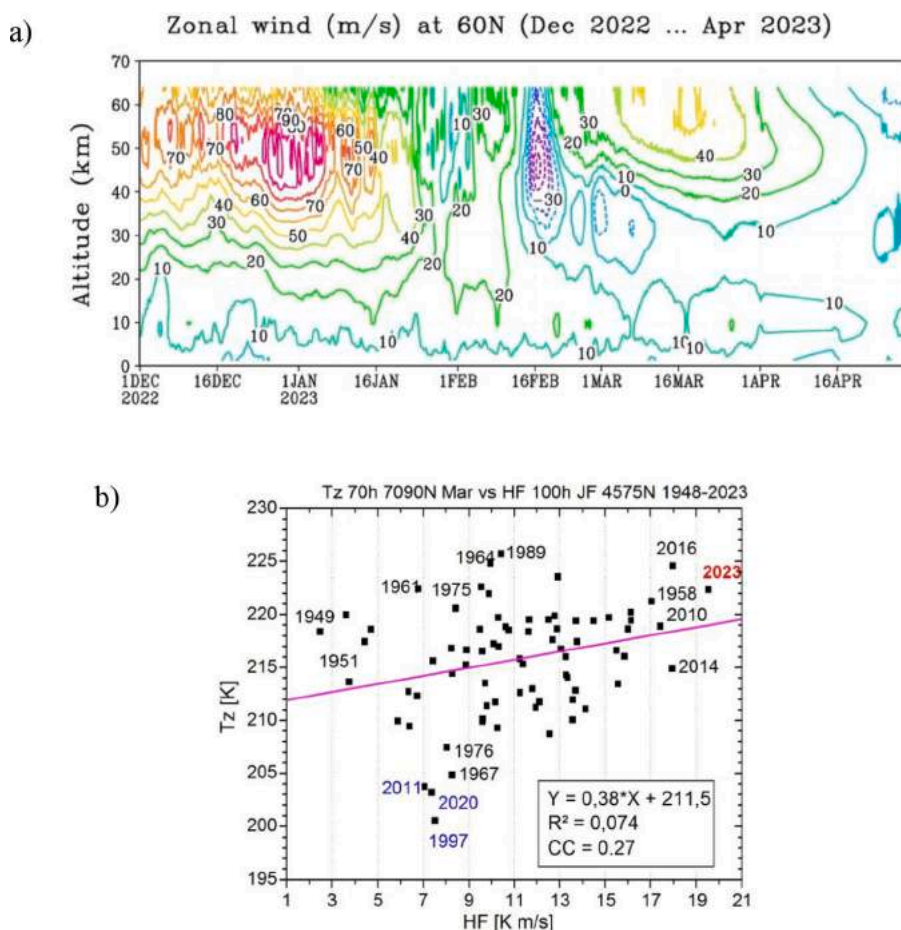 a)
Zonal wind (m/s) at 60N (Dec 2022 ... Apr 2023)
Altitude (km)
70
60
50
40
30
20
10
0
1DEC 2022
16DEC
1JAN 2023
16JAN
1FEB
16FEB
1MAR
16MAR
1APR
16APR
80 70 90 60 10 30 30
70 70 50 40 40
70
60 70 -30 0 10 30
40 20
30 50 40 30 10 10
10 20 20 20
10 10 10 10 10
b)
Tz 70h 7090N Mar vs HF 100h JF 4575N 1948-2023
Tz [K]
230
225
220
215
210
205
200
195
1964
1989
2016
2023
1961
1975
1958
1949
2010
1951
2014
1976
1967
2011
2020
1997
Y = 0,38*X + 211,5
R² = 0,074
CC = 0.27
1 3 5 7 9 11 13 15 17 19 21
HF [K m/s]